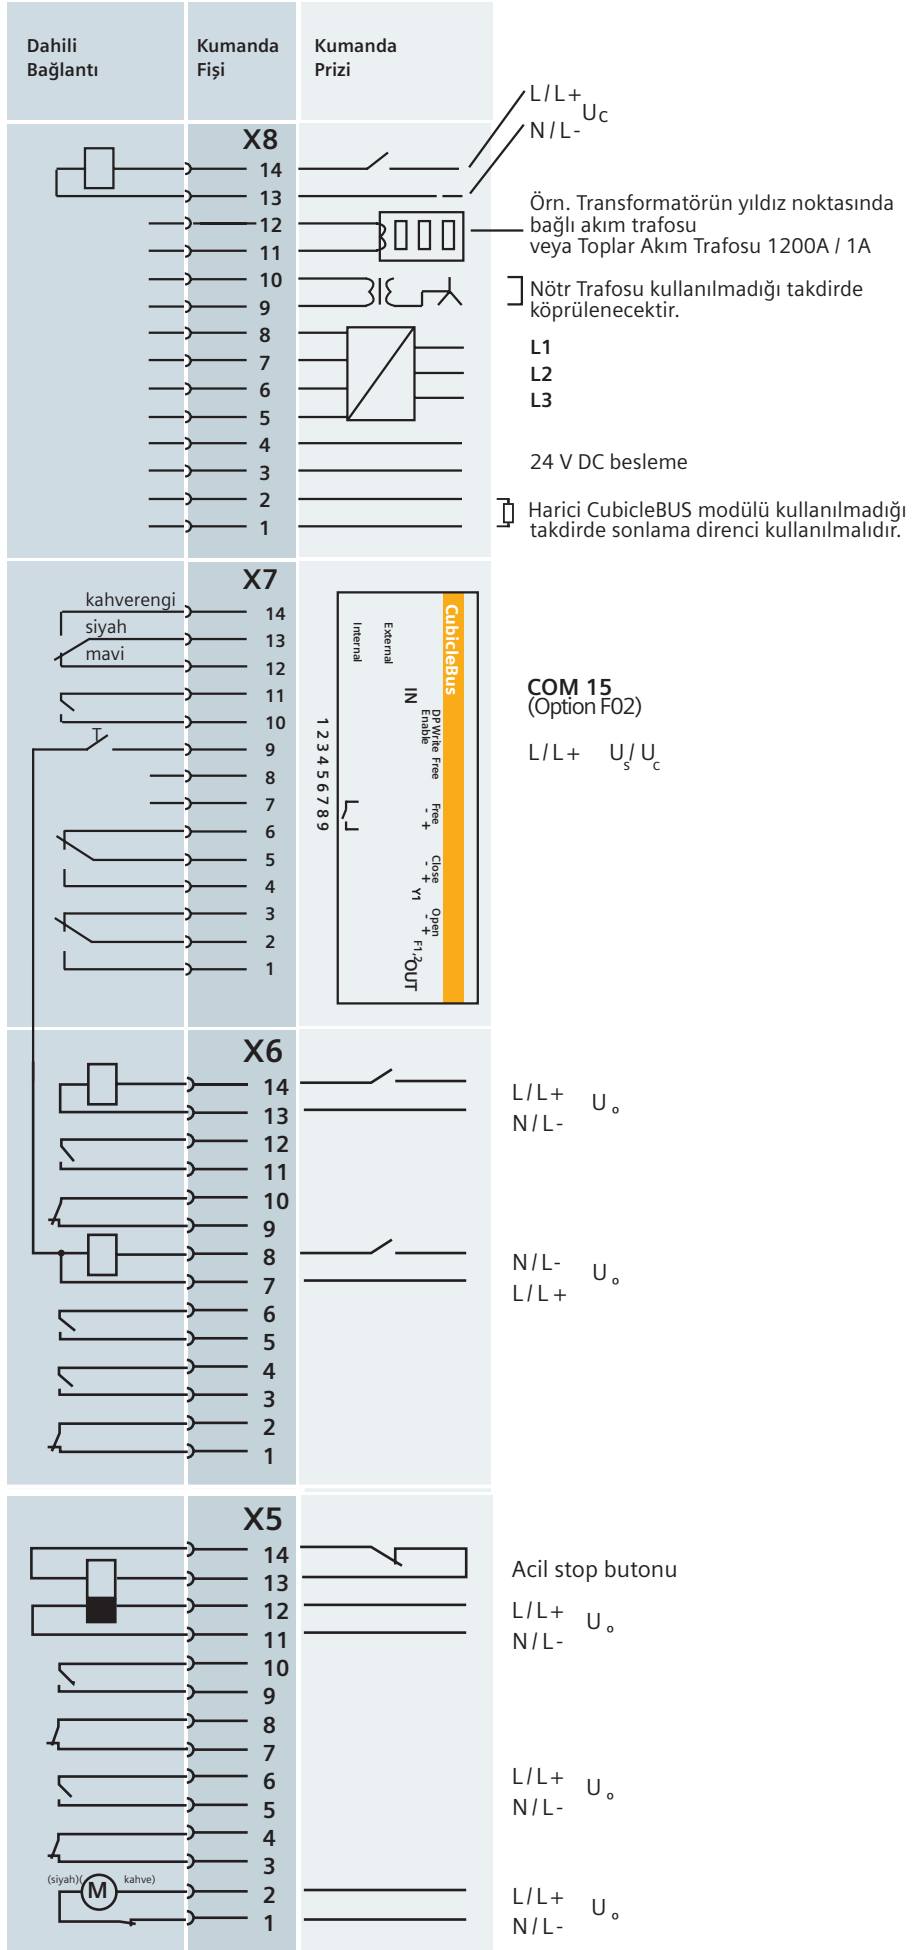 Dahili
Bağlantı
Kumanda
Fişi
Kumanda
Prizi
L/L+
Uc
N/L-
X8
14
13
12
11
10
9
8
7
6
5
4
3
2
1
Örn. Transformatörün yıldız noktasında
bağlı akım trafosu
veya Toplar Akım Trafosu 1200A / 1A
Nötr Trafosu kullanılmadığı takdirde
köprülenecektir.
L1
L2
L3
24 V DC besleme
Harici CubicleBUS modülü kullanılmadığı
takdirde sonlama direnci kullanılmalıdır.
X7
kahverengi
siyah
mavi
T
14
13
12
11
10
9
8
7
6
5
4
3
2
1
CubicleBus
External
Internal
IN
DP Write Free
Enable
Free
- +
Close
- +
Y1
Open
- +
F1,2
OUT
1 2 3 4 5 6 7 8 9
COM 15
(Option F02)
L/L+ Us/Uc
X6
14
13
12
11
10
9
8
7
6
5
4
3
2
1
L/L+
N/L-
Uo
N/L-
L/L+
Uo
X5
14
13
12
11
10
9
8
7
6
5
4
3
2
1
(siyah)(
M
kahve)
Acil stop butonu
L/L+
N/L-
Uo
L/L+
N/L-
Uo
L/L+
N/L-
Uo